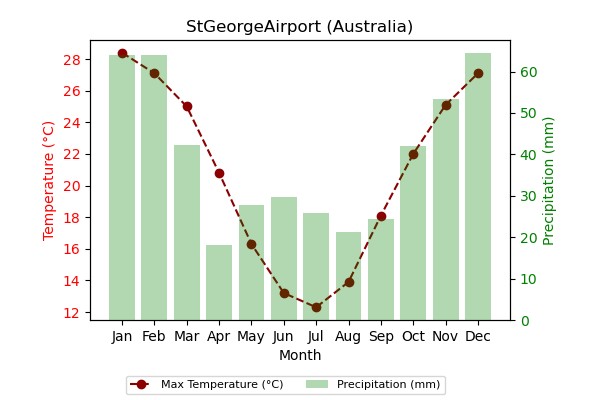 StGeorgeAirport (Australia)
Temperature (°C)
28
26
24
22
20
18
16
14
12
60
50
40
30
20
10
0
Precipitation (mm)
Jan Feb Mar Apr May Jun Jul Aug Sep Oct Nov Dec
Month
Max Temperature (°C) Precipitation (mm)